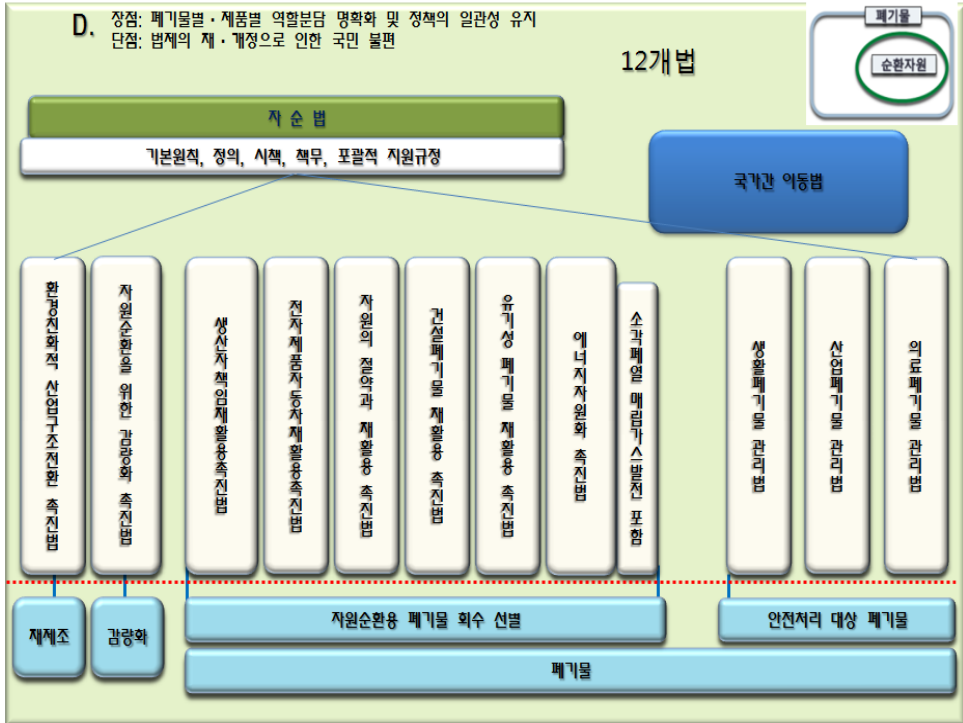 D. 장점: 폐기물별·제품별 역할분담 명확화 및 정책의 일관성 유지
단점: 법제의 재·개정으로 인한 국민 불편
12개법
폐기물
순환자원
자 순 법
기본원칙, 정의, 시책, 책무, 포괄적 지원규정
국가간 이동법
환경친화적 산업구조전환 촉진법
자원순환을 위한 감량화 촉진법
생산자책임재활용촉진법
전자제품자동차재활용촉진법
자원의 절약과 재활용 촉진법
건설폐기물 재활용 촉진법
유기성 폐기물 재활용 촉진법
에너지자원화 촉진법
소각폐열 매립가스발전 포함
생활폐기물 관리법
산업폐기물 관리법
의료폐기물 관리법
재제조
감량화
자원순환용 폐기물 회수 선별
안전처리 대상 폐기물
폐기물